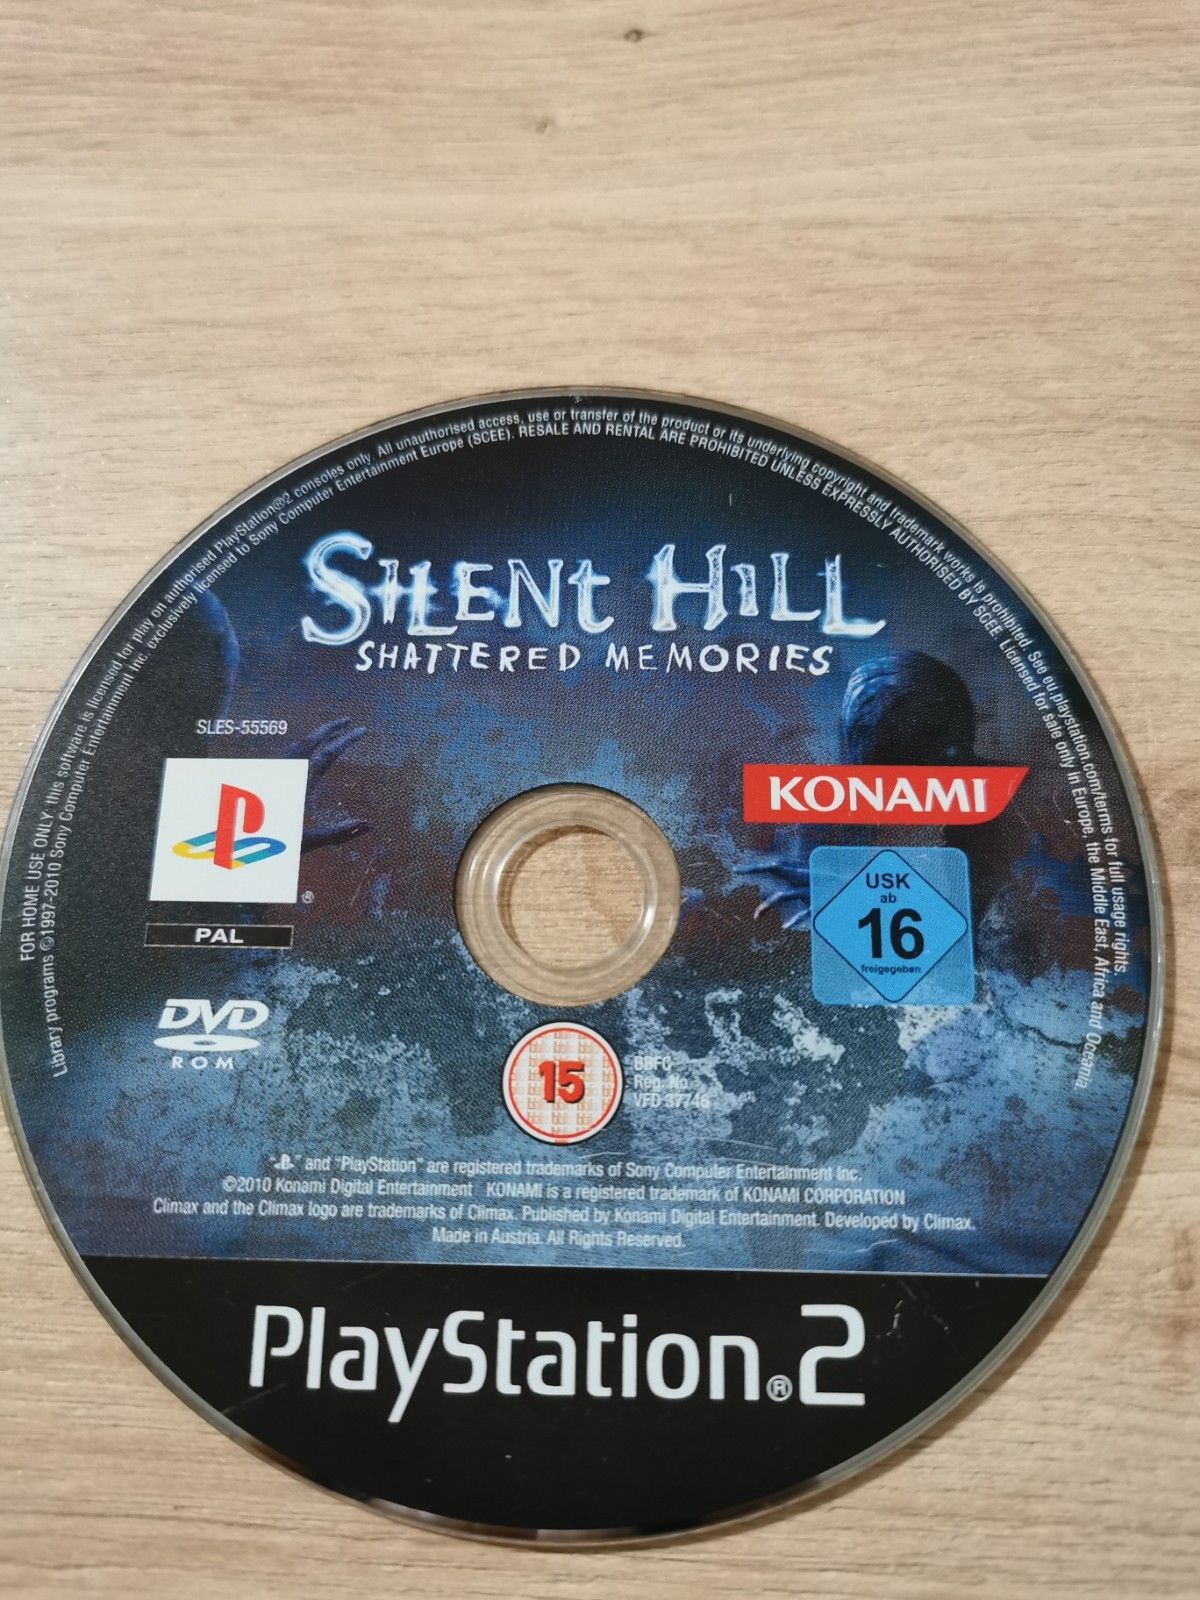 FOR HOME USE ONLY: this software is licensed for play on authorised PlayStation®2 consoles only. All unauthorised access, use or transfer of the product or its underlying copyright and trademark works is prohibited. See eu.playstation.com/terms for full usage rights.
Library programs ©1997-2010 Sony Computer Entertainment Inc. exclusively licensed to Sony Computer Entertainment Europe (SCEE). RESALE AND RENTAL ARE PROHIBITED UNLESS EXPRESSLY AUTHORISED BY SCEE. Licensed for sale only in Europe, the Middle East, Africa and Oceania
SILENt HiLL
SHATTERED MEMORIES
SLES-55569
KONAMI
®
PAL
USK
ab
16
freigegeben
DVD
ROM
15
BBFC
Reg. No.
VFD 37746
"PS" and "PlayStation" are registered trademarks of Sony Computer Entertainment Inc.
©2010 Konami Digital Entertainment KONAMI is a registered trademark of KONAMI CORPORATION
Climax and the Climax logo are trademarks of Climax. Published by Konami Digital Entertainment. Developed by Climax.
Made in Austria. All Rights Reserved.
PlayStation®2